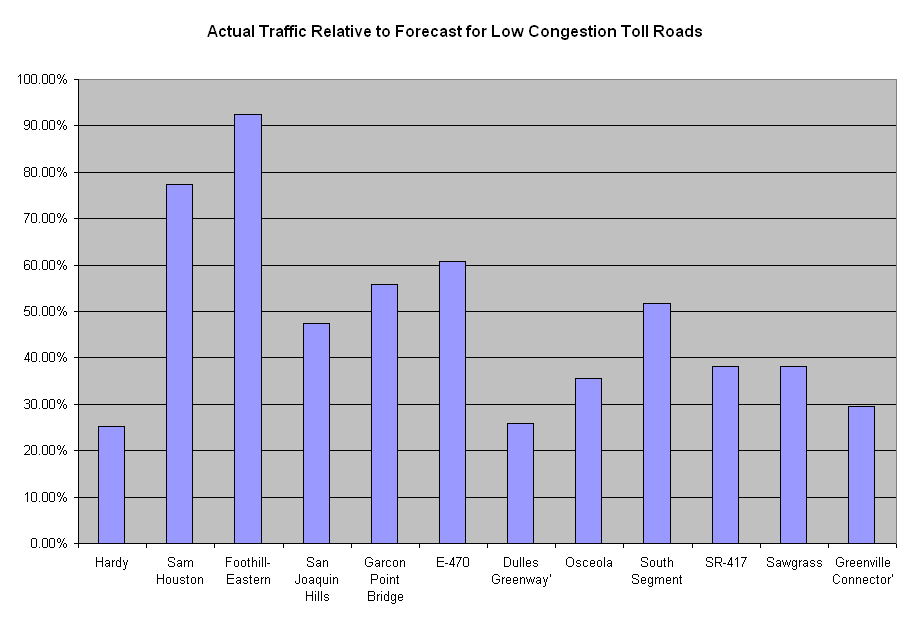 Actual Traffic Relative to Forecast for Low Congestion Toll Roads
100.00%
90.00%
80.00%
70.00%
60.00%
50.00%
40.00%
30.00%
20.00%
10.00%
0.00%
Hardy
Sam
Houston
Foothill-
Eastern
San
Joaquin
Hills
Garcon
Point
Bridge
E-470
Dulles
Greenway'
Osceola
South
Segment
SR-417
Sawgrass
Greenville
Connector'